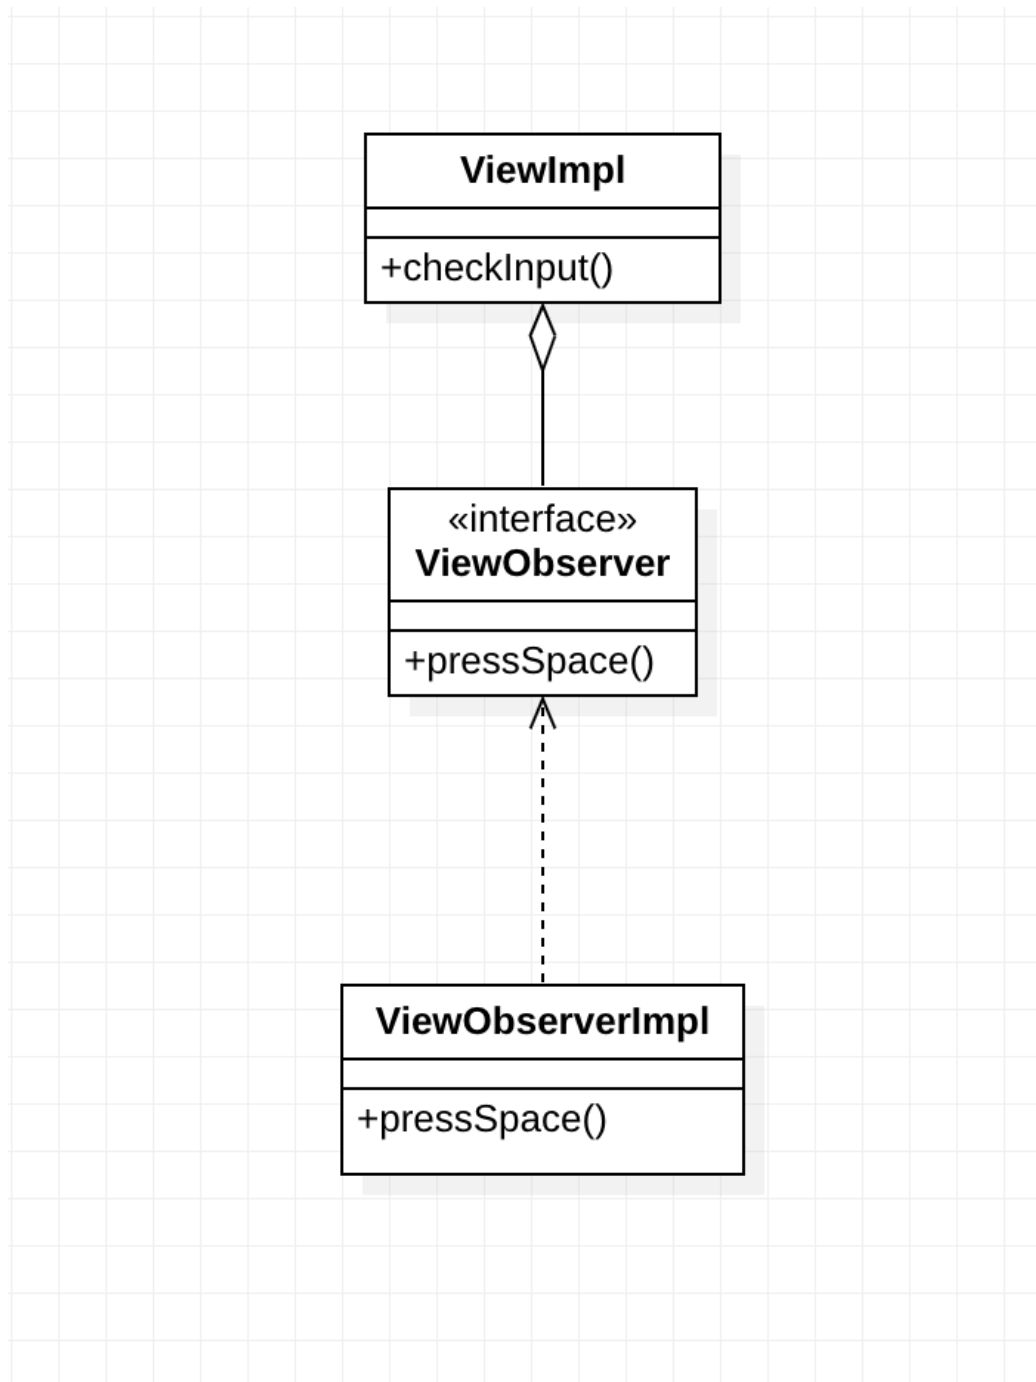 ViewImpl
+checkInput()
«interface»
ViewObserver
+pressSpace()
ViewObserverImpl
+pressSpace()